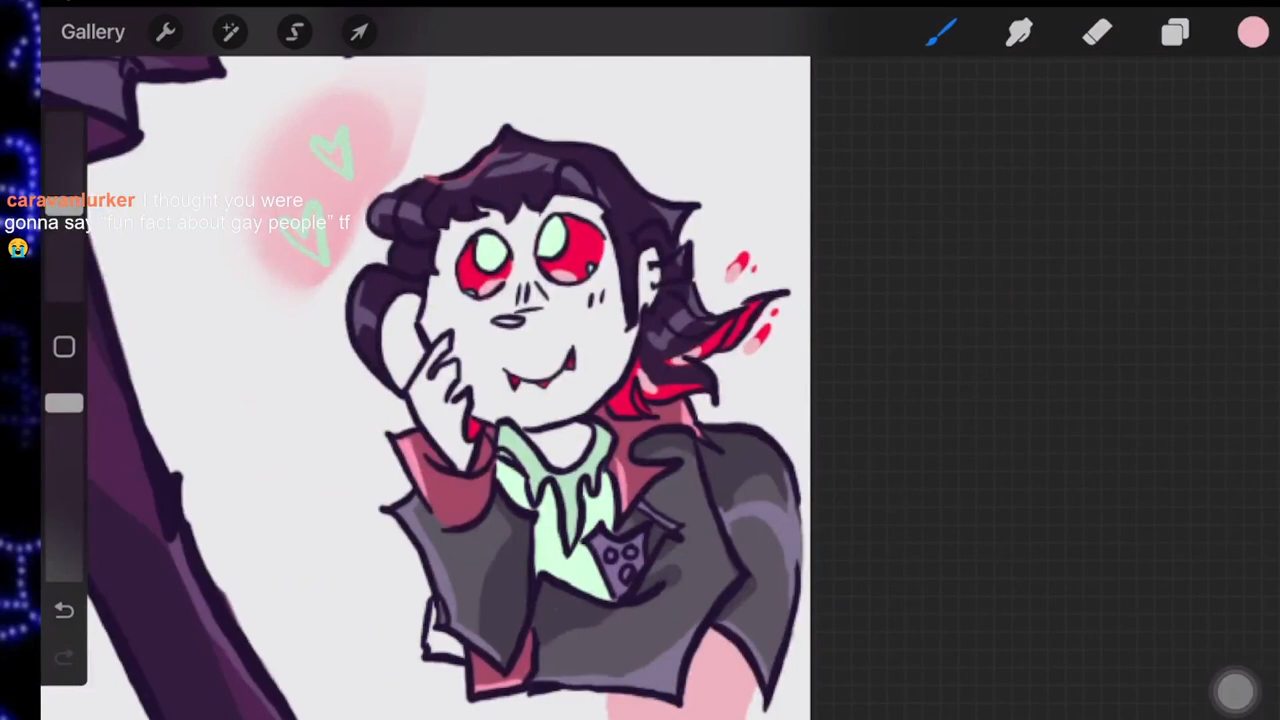 Gallery
caravanlurker I thought you were
gonna say "fun fact about gay people" tf
😭